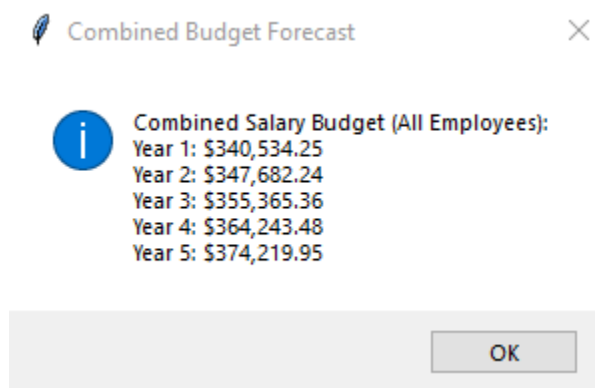 Combined Budget Forecast
Combined Salary Budget (All Employees):
Year 1: $340,534.25
Year 2: $347,682.24
Year 3: $355,365.36
Year 4: $364,243.48
Year 5: $374,219.95
OK